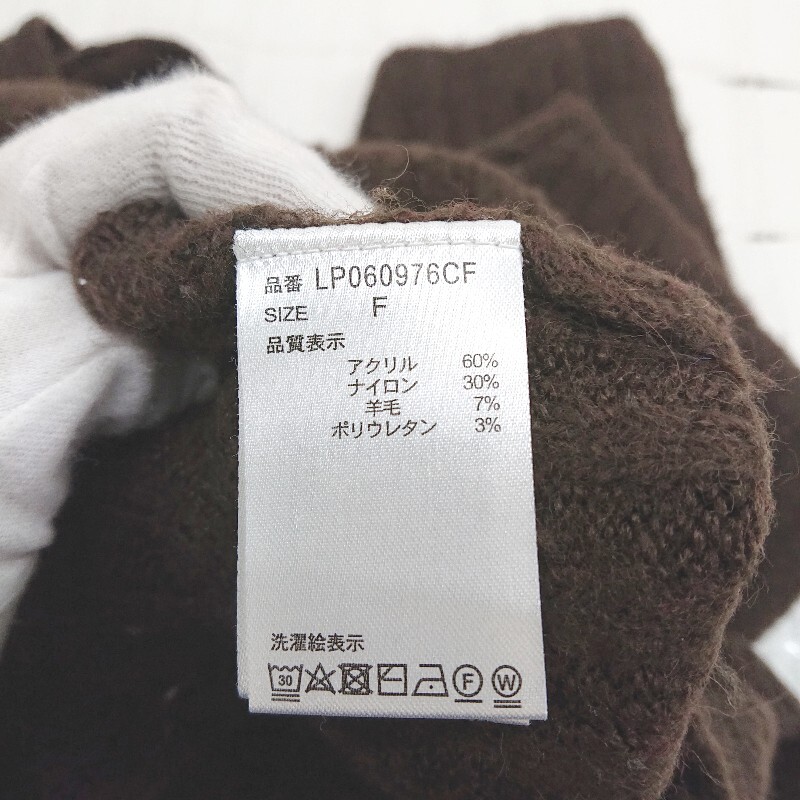 品番 LP060976CF
SIZE F
品質表示
アクリル 60%
ナイロン 30%
羊毛 7%
ポリウレタン 3%
洗濯絵表示
30 F W